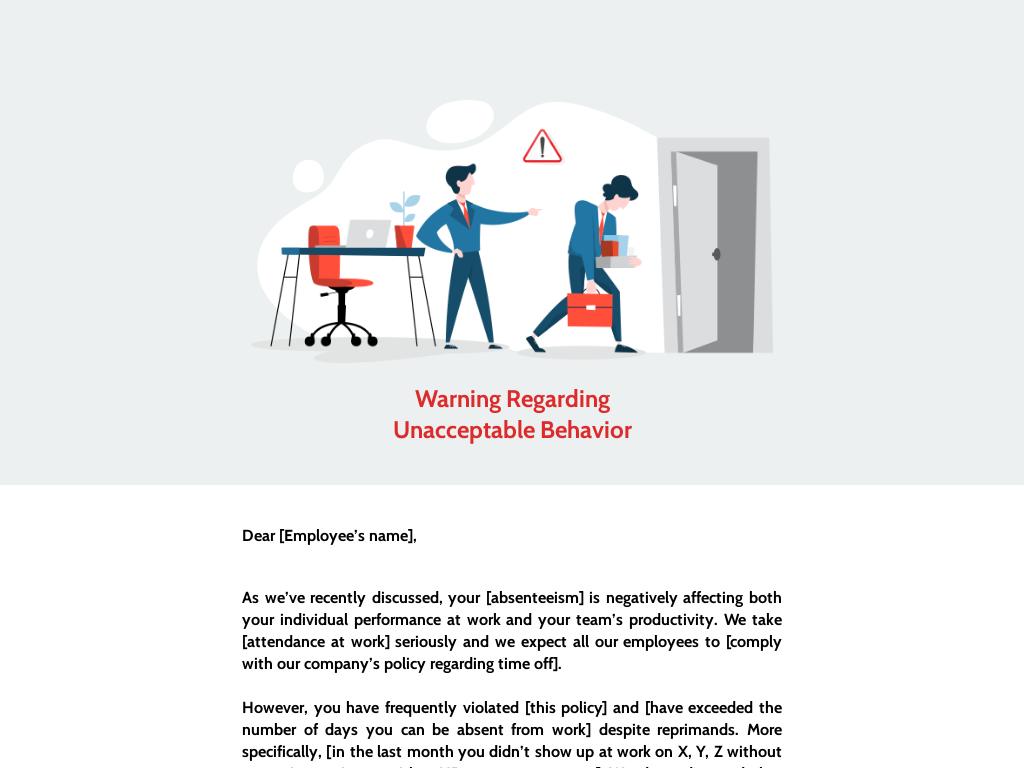 Warning Regarding
Unacceptable Behavior
Dear [Employee’s name],
As we’ve recently discussed, your [absenteeism] is negatively affecting both
your individual performance at work and your team’s productivity. We take
[attendance at work] seriously and we expect all our employees to [comply
with our company’s policy regarding time off].
However, you have frequently violated [this policy] and [have exceeded the
number of days you can be absent from work] despite reprimands. More
specifically, [in the last month you didn’t show up at work on X, Y, Z without